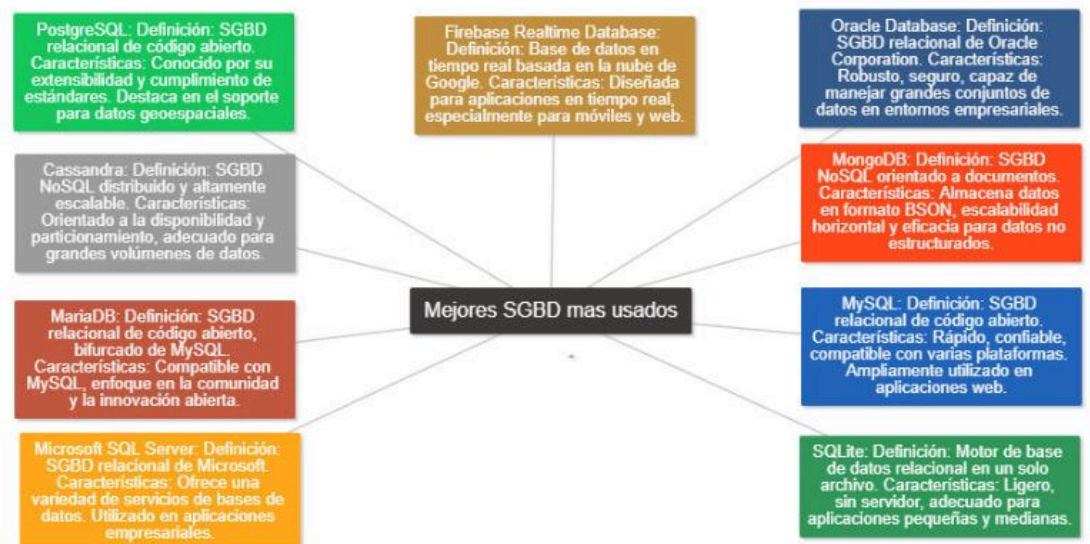 PostgreSQL: Definición: SGBD
relacional de código abierto.
Características: Conocido por su
extensibilidad y cumplimiento de
estándares. Destaca en el soporte
para datos geoespaciales.
Firebase Realtime Database:
Definición: Base de datos en
tiempo real basada en la nube de
Google. Características: Diseñada
para aplicaciones en tiempo real,
especialmente para móviles y web.
Oracle Database: Definición:
SGBD relacional de Oracle
Corporation. Características:
Robusto, seguro, capaz de
manejar grandes conjuntos de
datos en entornos empresariales.
Cassandra: Definición: SGBD
NoSQL distribuido y altamente
escalable. Características:
Orientado a la disponibilidad y
particionamiento, adecuado para
grandes volúmenes de datos.
MongoDB: Definición: SGBD
NoSQL orientado a documentos.
Características: Almacena datos
en formato BSON, escalabilidad
horizontal y eficacia para datos no
estructurados.
Mejores SGBD mas usados
MariaDB: Definición: SGBD
relacional de código abierto,
bifurcado de MySQL.
Características: Compatible con
MySQL, enfoque en la comunidad
y la innovación abierta.
MySQL: Definición: SGBD
relacional de código abierto.
Características: Rápido, confiable,
compatible con varias plataformas.
Ampliamente utilizado en
aplicaciones web.
Microsoft SQL Server: Definición:
SGBD relacional de Microsoft.
Características: Ofrece una
variedad de servicios de bases de
datos. Utilizado en aplicaciones
empresariales.
SQLite: Definición: Motor de base
de datos relacional en un solo
archivo. Características: Ligero,
sin servidor, adecuado para
aplicaciones pequeñas y medianas.